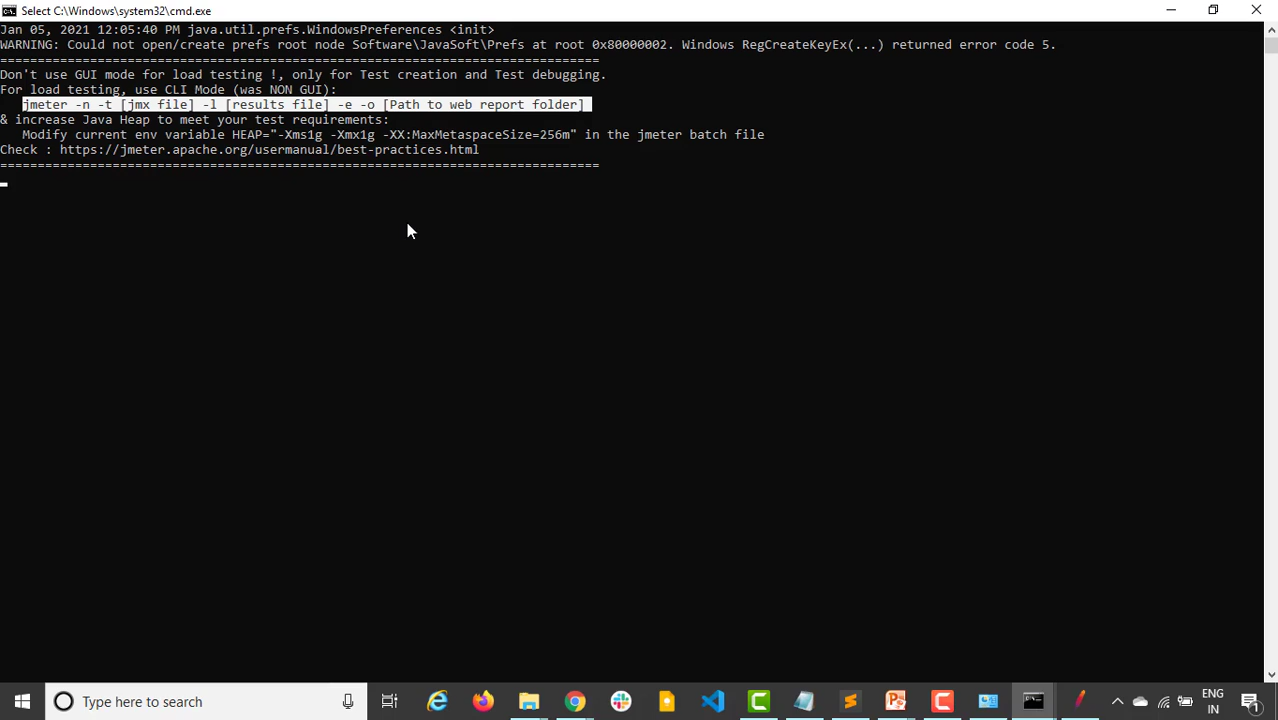 Select C:\Windows\system32\cmd.exe
Jan 05, 2021 12:05:40 PM java.util.prefs.WindowsPreferences <init>
WARNING: Could not open/create prefs root node Software\JavaSoft\Prefs at root 0x80000002. Windows RegCreateKeyEx(...) returned error code 5.
================================================================================
Don't use GUI mode for load testing !, only for Test creation and Test debugging.
For load testing, use CLI Mode (was NON GUI):
   jmeter -n -t [jmx file] -l [results file] -e -o [Path to web report folder]
& increase Java Heap to meet your test requirements:
   Modify current env variable HEAP="-Xms1g -Xmx1g -XX:MaxMetaspaceSize=256m" in the jmeter batch file
Check : https://jmeter.apache.org/usermanual/best-practices.html
================================================================================
Type here to search
ENG
IN
1